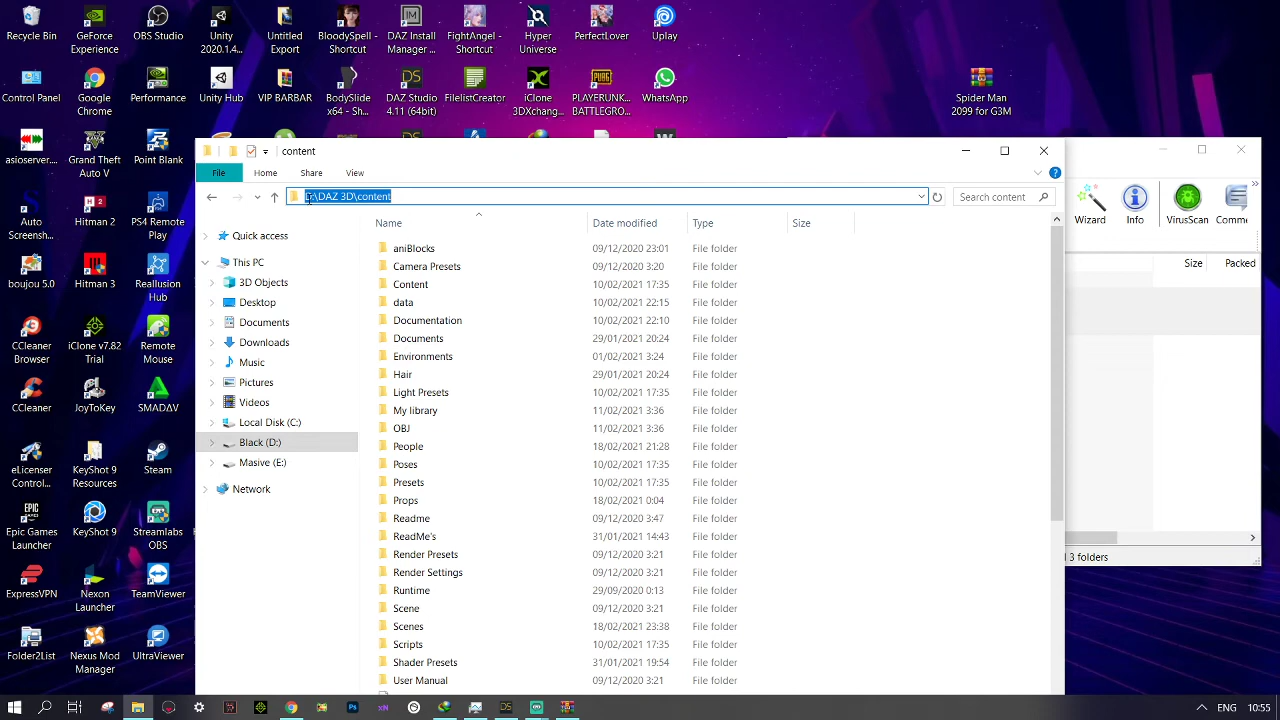 Recycle Bin
GeForce Experience
OBS Studio
Unity 2020.1.4...
Untitled Export
BloodySpell - Shortcut
DAZ Install Manager ...
FightAngel - Shortcut
Hyper Universe
PerfectLover
Uplay
Control Panel
Google Chrome
Performance
Unity Hub
VIP BARBAR
BodySlide x64 - Sh...
DAZ Studio 4.11 (64bit)
FilelistCreator
iClone 3DXchang...
PLAYERUNK... BATTLEGRO...
WhatsApp
Spider Man 2099 for G3M
asioserver...
Grand Theft Auto V
Point Blank
Auto Screensh...
Hitman 2
PS4 Remote Play
boujou 5.0
Hitman 3
Reallusion Hub
CCleaner Browser
iClone v7.82 Trial
Remote Mouse
CCleaner
JoyToKey
SMADAV
eLicenser Control...
KeyShot 9 Resources
Steam
Epic Games Launcher
KeyShot 9
Streamlabs OBS
ExpressVPN
Nexon Launcher
TeamViewer
Folder2List
Nexus Mod Manager
UltraViewer
content
File
Home
Share
View
D:\DAZ 3D\content
Search content
Quick access
This PC
3D Objects
Desktop
Documents
Downloads
Music
Pictures
Videos
Local Disk (C:)
Black (D:)
Masive (E:)
Network
Name Date modified Type Size
aniBlocks 09/12/2020 23:01 File folder
Camera Presets 09/12/2020 3:20 File folder
Content 10/02/2021 17:35 File folder
data 10/02/2021 22:15 File folder
Documentation 10/02/2021 22:10 File folder
Documents 29/01/2021 20:24 File folder
Environments 01/02/2021 3:24 File folder
Hair 29/01/2021 20:24 File folder
Light Presets 10/02/2021 17:35 File folder
My library 11/02/2021 3:36 File folder
OBJ 11/02/2021 3:36 File folder
People 18/02/2021 21:28 File folder
Poses 10/02/2021 17:35 File folder
Presets 10/02/2021 17:35 File folder
Props 18/02/2021 0:04 File folder
Readme 09/12/2020 3:47 File folder
ReadMe's 31/01/2021 14:43 File folder
Render Presets 09/12/2020 3:21 File folder
Render Settings 09/12/2020 3:21 File folder
Runtime 29/09/2020 0:13 File folder
Scene 09/12/2020 3:21 File folder
Scenes 18/02/2021 23:38 File folder
Scripts 10/02/2021 17:35 File folder
Shader Presets 31/01/2021 19:54 File folder
User Manual 09/12/2020 3:21 File folder
Wizard
Info
VirusScan
Comme
Size Packed
3 folders
ENG 10:55